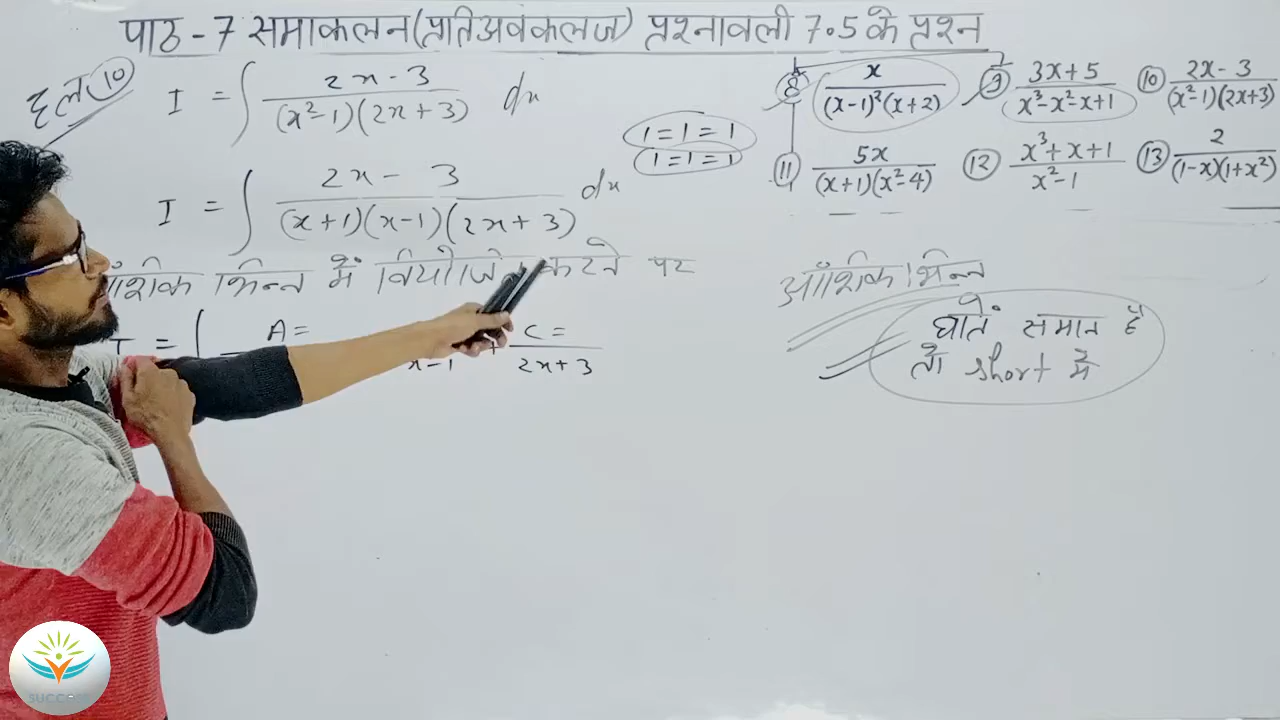 पाठ - 7 समाकलन (प्रतिअवकलज) प्रश्नावली 7.5 के प्रश्न
हल 10
I = ∫ (2x - 3)/((x²-1)(2x+3)) dx
1 = 1 = 1
1 = 1 = 1
⑧ x/((x-1)²(x+2)) ⑨ (3x+5)/(x³-x²-x+1) ⑩ (2x-3)/((x²-1)(2x+3))
⑪ 5x/((x+1)(x²-4)) ⑫ (x³+x+1)/(x²-1) ⑬ 2/((1-x)(1+x²))
I = ∫ (2x - 3)/((x+1)(x-1)(2x+3)) dx
भिन्न में करने पर
I = ∫ A= x-1 + C=/(2x+3)
आँशिक भिन्न
घातें समान है
तो short में
SUCCESS